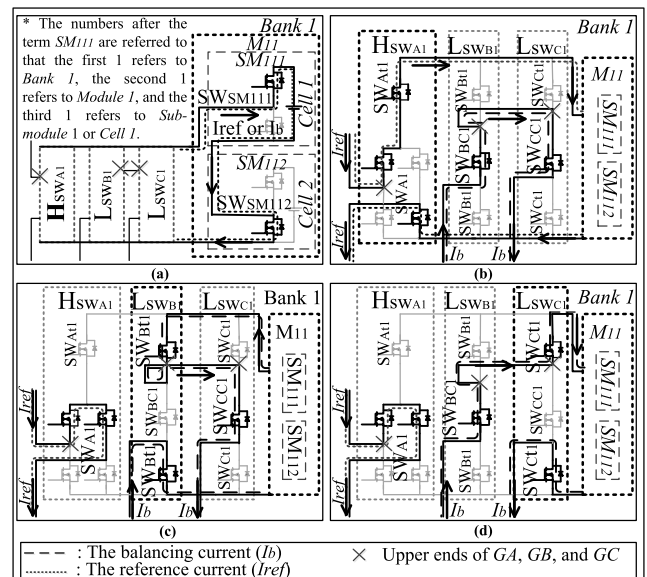 * The numbers after the
term SM111 are referred to
that the first 1 refers to
Bank 1, the second 1
refers to Module 1, and the
third 1 refers to Sub-
module 1 or Cell 1.
Bank 1
M11
SM111
SWSM111
Cell 1
Iref or Ib
SM112
SWSM112
Cell 2
HSWA1
LSWB1
LSWC1
(a)
Bank 1
HSWA1
LSWB1
LSWC1
M11
SWAt1
SWBt1
SWCt1
SWBC1
SWCC1
SM111
SM112
Iref
SWA1
SWBt1
SWCt1
Iref
Ib
Ib
(b)
Bank 1
HSWA1
LSWB1
LSWC1
M11
SWAt1
SWBt1
SWCt1
SWBC1
SWCC1
SM111
SM112
Iref
SWA1
SWBt1
SWCt1
Iref
Ib
Ib
(c)
Bank 1
HSWA1
LSWB1
LSWC1
M11
SWAt1
SWBt1
SWCt1
SWBC1
SWCC1
SM111
SM112
Iref
SWA1
SWBt1
SWCt1
Iref
Ib
Ib
(d)
: The balancing current (Ib)
: The reference current (Iref)
Upper ends of GA, GB, and GC